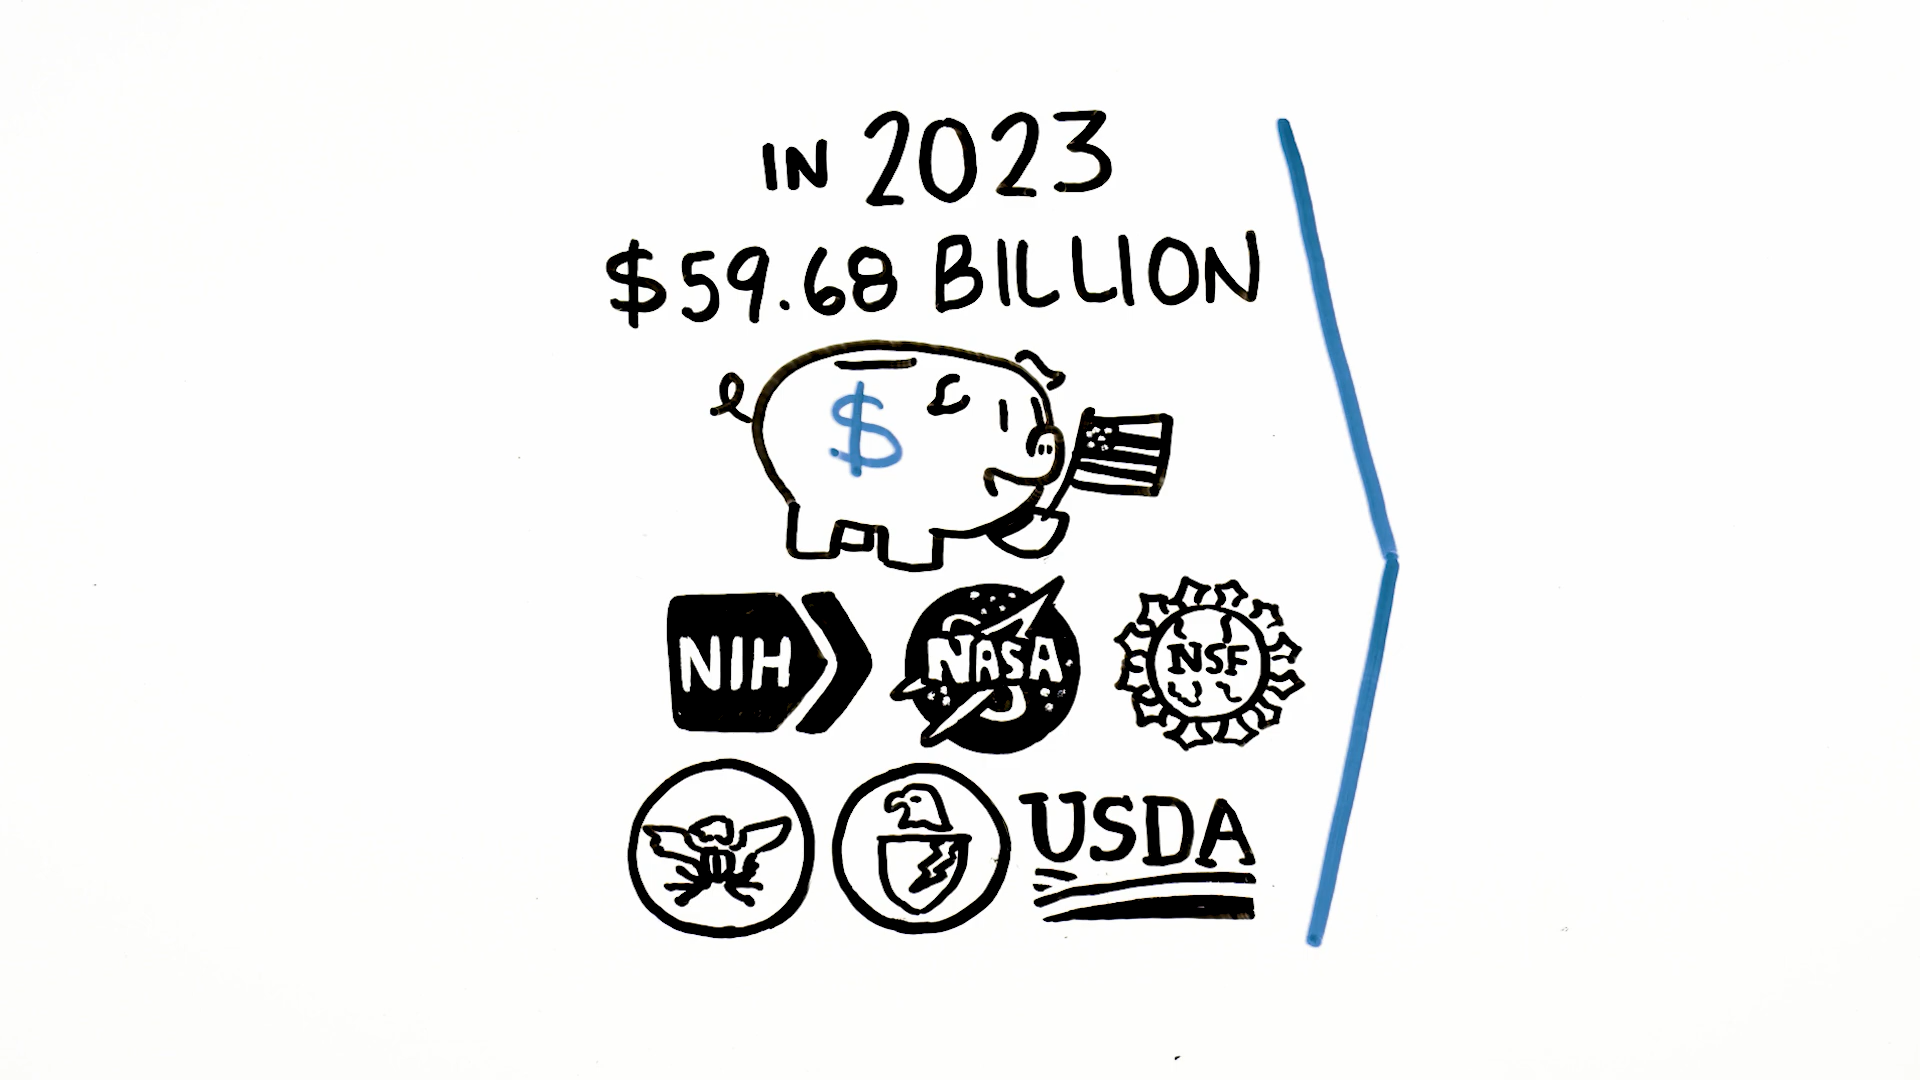 IN 2023
$59.68 BILLION
$
NIH NASA NSF
USDA